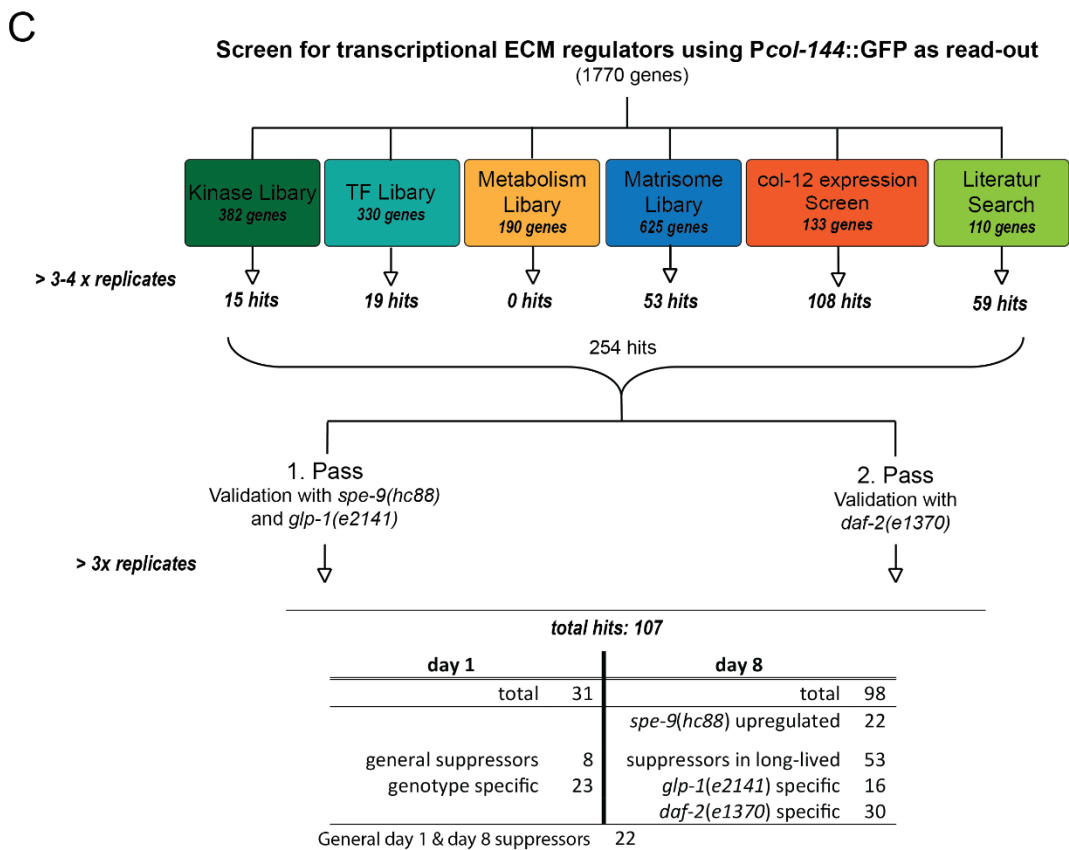 C
Screen for transcriptional ECM regulators using Pcol-144::GFP as read-out
(1770 genes)
Kinase Libary
382 genes
TF Libary
330 genes
Metabolism
Libary
190 genes
Matrisome
Libary
625 genes
col-12 expression
Screen
133 genes
Literatur
Search
110 genes
> 3-4 x replicates
15 hits
19 hits
0 hits
53 hits
108 hits
59 hits
254 hits
1. Pass
Validation with spe-9(hc88)
and glp-1(e2141)
2. Pass
Validation with
daf-2(e1370)
> 3x replicates
total hits: 107
day 1 day 8
total 31 total 98
spe-9(hc88) upregulated 22
general suppressors 8 suppressors in long-lived 53
genotype specific 23 glp-1(e2141) specific 16
daf-2(e1370) specific 30
General day 1 & day 8 suppressors 22